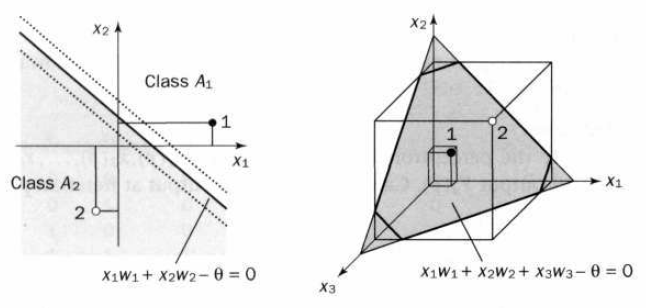 x₂
Class A₁
1
x₁
Class A₂
2
x₁w₁ + x₂w₂ – θ = 0
x₂
1
2
x₁
x₁w₁ + x₂w₂ + x₃w₃ – θ = 0
x₃